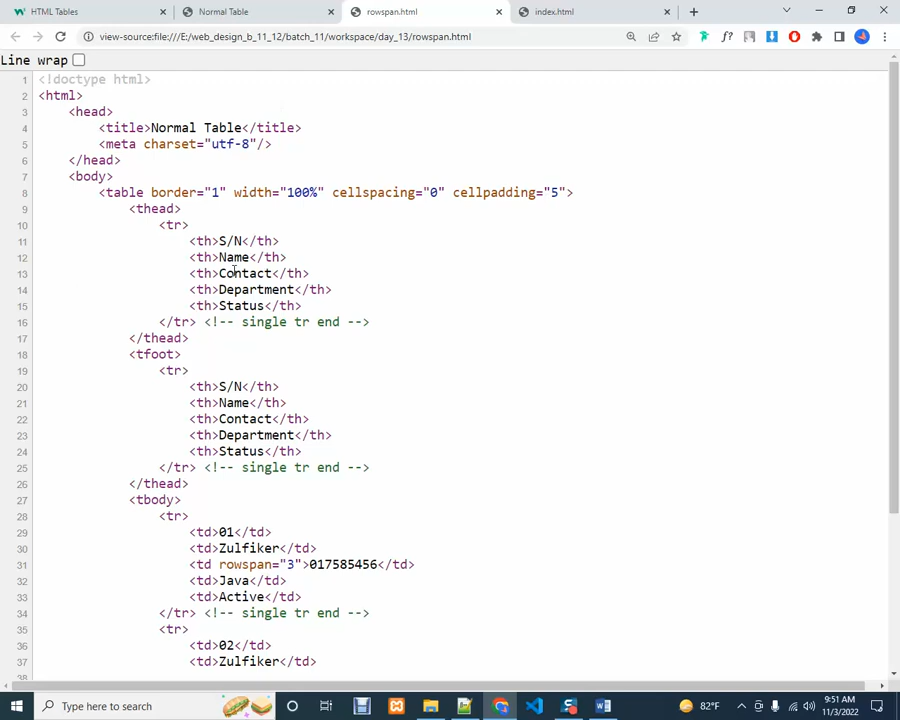 HTML Tables
Normal Table
rowspan.html
index.html
view-source:file:///E:/web_design_b_11_12/batch_11/workspace/day_13/rowspan.html
Line wrap
1 <!doctype html>
2 <html>
3 <head>
4 <title>Normal Table</title>
5 <meta charset="utf-8"/>
6 </head>
7 <body>
8 <table border="1" width="100%" cellspacing="0" cellpadding="5">
9 <thead>
10 <tr>
11 <th>S/N</th>
12 <th>Name</th>
13 <th>Contact</th>
14 <th>Department</th>
15 <th>Status</th>
16 </tr> <!-- single tr end -->
17 </thead>
18 <tfoot>
19 <tr>
20 <th>S/N</th>
21 <th>Name</th>
22 <th>Contact</th>
23 <th>Department</th>
24 <th>Status</th>
25 </tr> <!-- single tr end -->
26 </thead>
27 <tbody>
28 <tr>
29 <td>01</td>
30 <td>Zulfiker</td>
31 <td rowspan="3">017585456</td>
32 <td>Java</td>
33 <td>Active</td>
34 </tr> <!-- single tr end -->
35 <tr>
36 <td>02</td>
37 <td>Zulfiker</td>
38
Type here to search
82°F
9:51 AM
11/3/2022